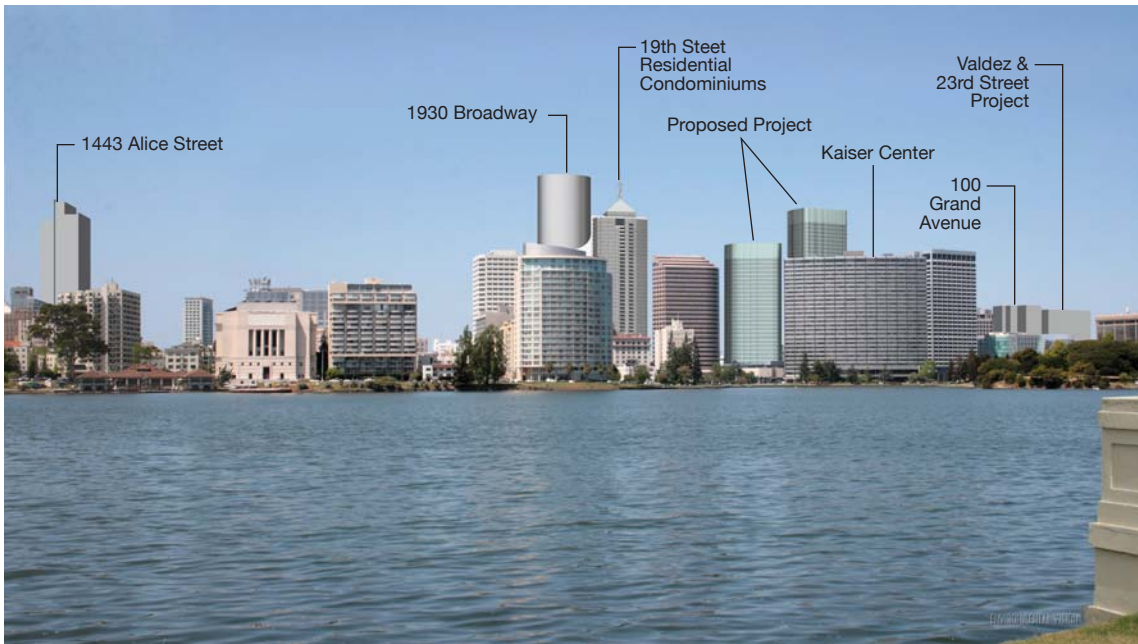 1443 Alice Street
1930 Broadway
19th Steet
Residential
Condominiums
Proposed Project
Kaiser Center
100
Grand
Avenue
Valdez &
23rd Street
Project